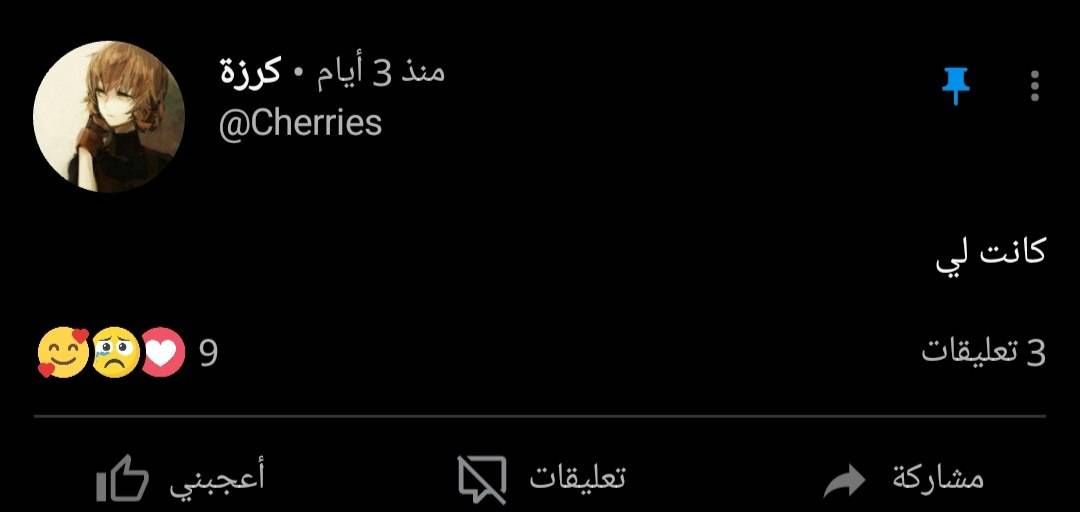 كرزة • منذ 3 أيام
@Cherries
كانت لي
9
3 تعليقات
أعجبني
تعليقات
مشاركة